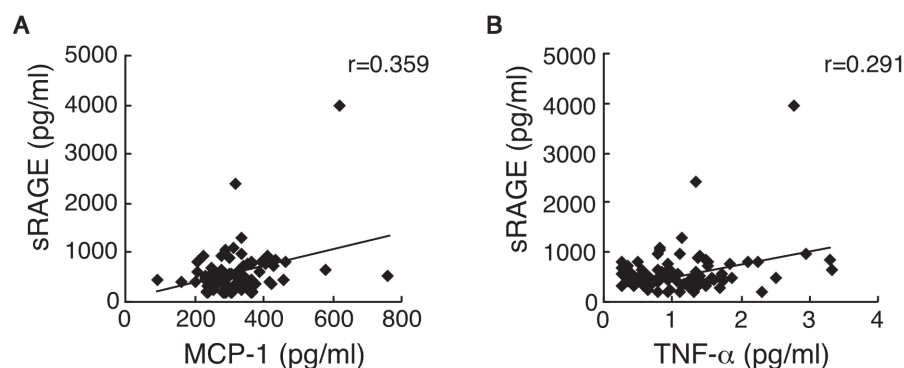 A
r=0.359
sRAGE (pg/ml)
5000
4000
3000
2000
1000
0
0 200 400 600 800
MCP-1 (pg/ml)
B
r=0.291
sRAGE (pg/ml)
5000
4000
3000
2000
1000
0
0 1 2 3 4
TNF-α (pg/ml)